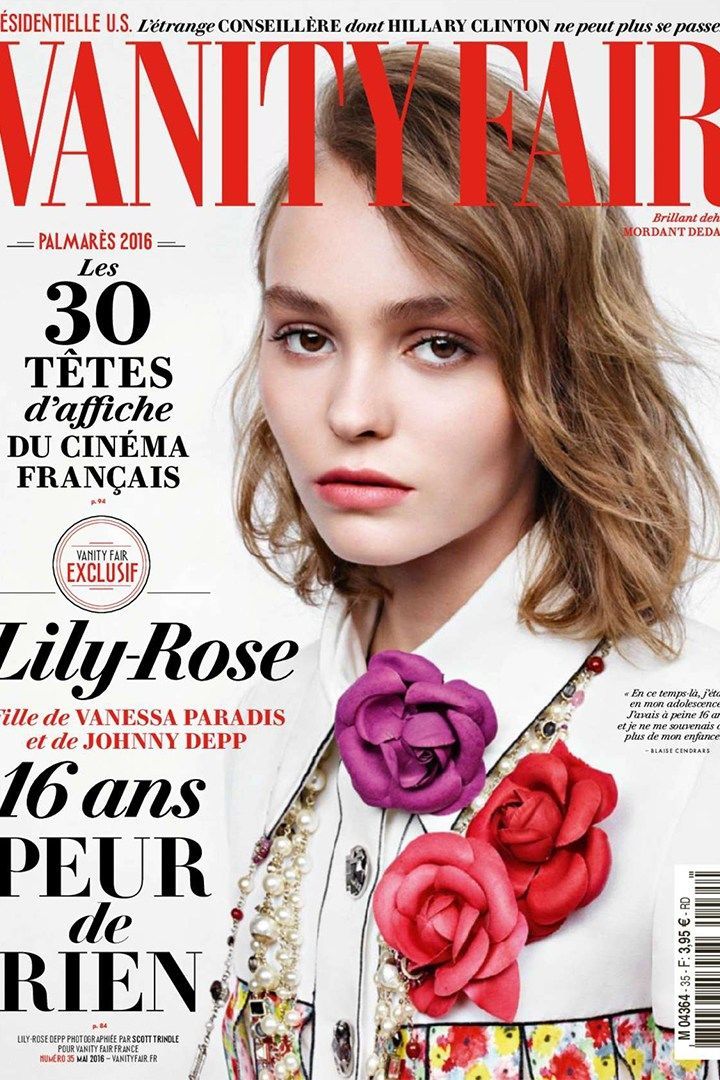 ÉSIDENTIELLE U.S. L'étrange CONSEILLÈRE dont HILLARY CLINTON ne peut plus se passe
VANITY FAIR
Brillant deh
MORDANT DEDA
PALMARÈS 2016
Les
30
TÊTES
d'affiche
DU CINÉMA
FRANÇAIS
p. 94
VANITY FAIR
EXCLUSIF
Lily-Rose
Fille de VANESSA PARADIS
et de JOHNNY DEPP
16 ans
PEUR
de
RIEN
p. 84
LILY-ROSE DEPP PHOTOGRAPHIÉE PAR SCOTT TRINDLE
POUR VANITY FAIR FRANCE
NUMÉRO 35 MAI 2016 – VANITYFAIR.FR
« En ce temps-là, j'éta
en mon adolescence
J'avais à peine 16 an
et je ne me souvenais d
plus de mon enfance
– BLAISE CENDRARS
M 04364 - 35 - F: 3,95 € - RD